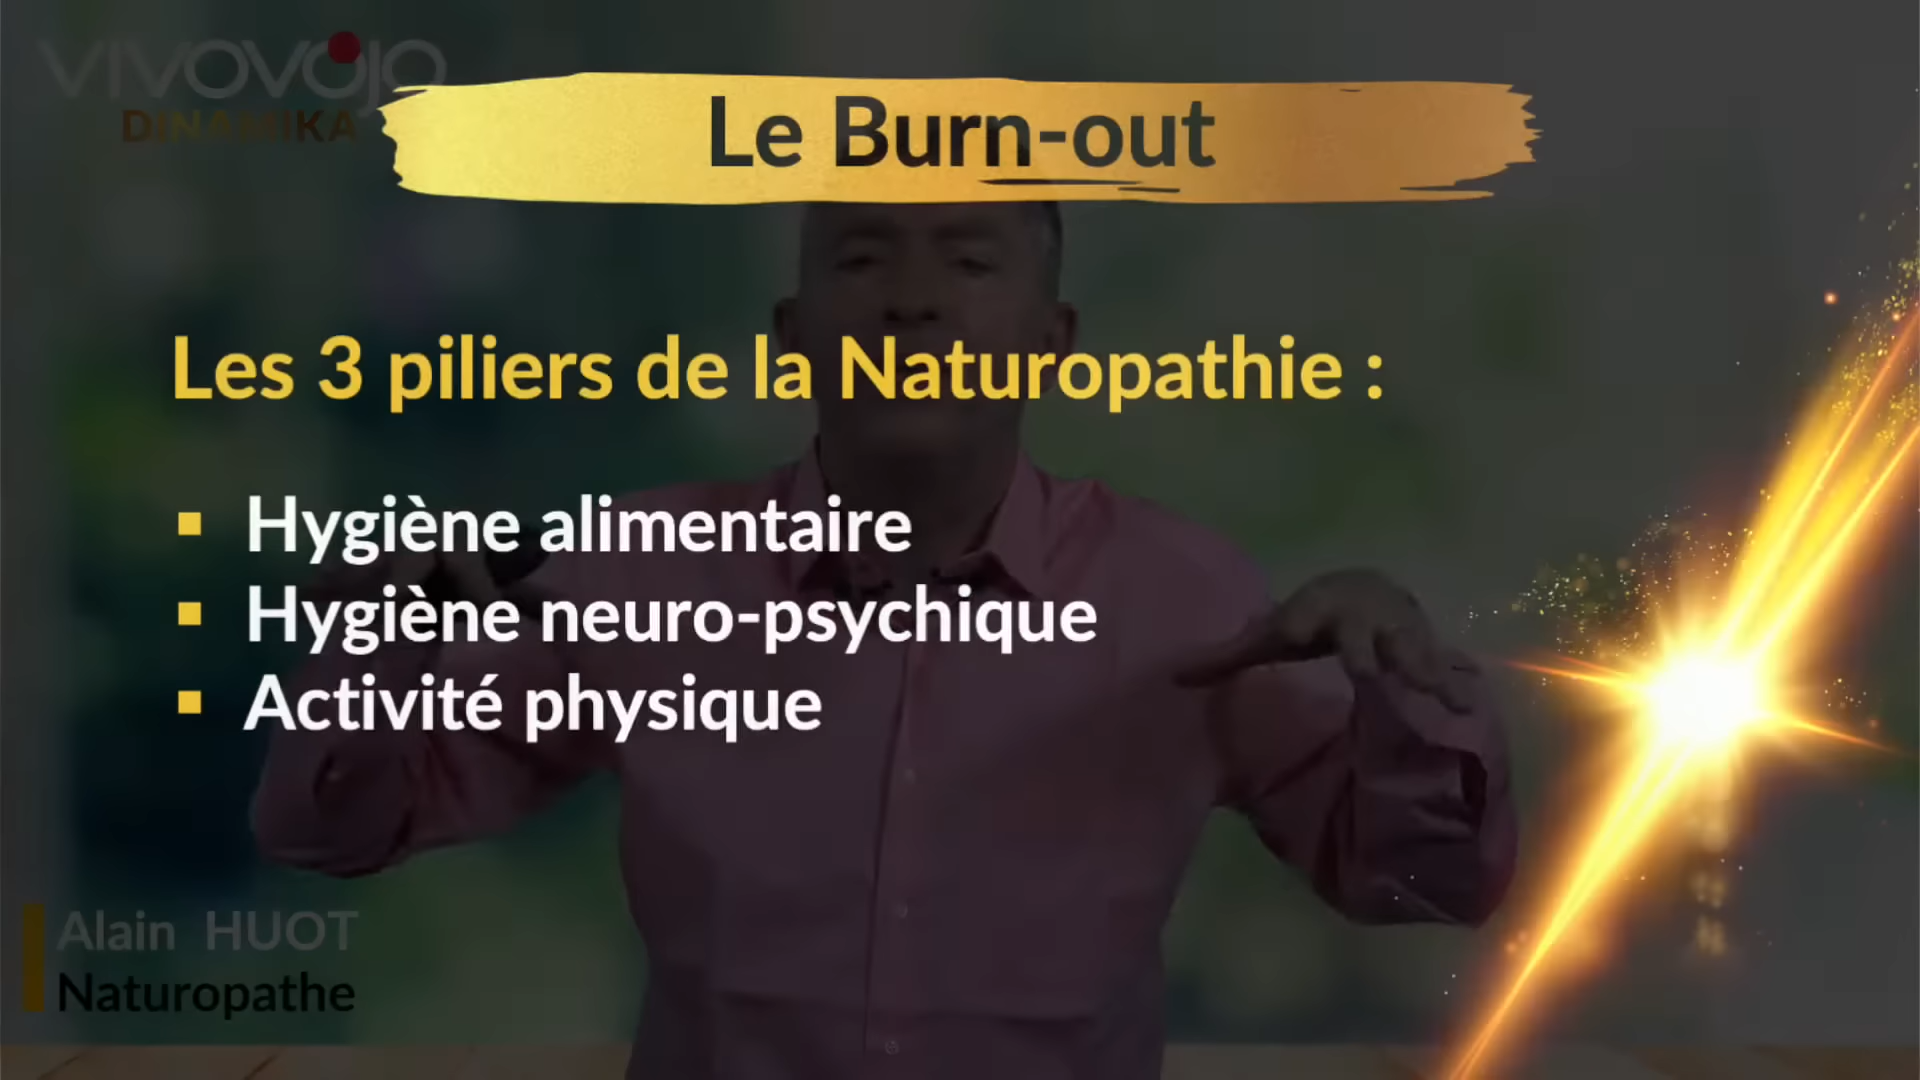 VIVOVOJO
DINAMIKA
Le Burn-out
Les 3 piliers de la Naturopathie :
▪ Hygiène alimentaire
▪ Hygiène neuro-psychique
▪ Activité physique
Alain HUOT
Naturopathe